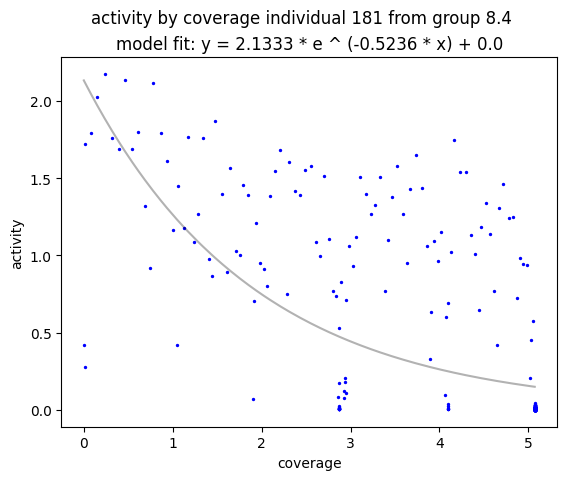 activity by coverage individual 181 from group 8.4
model fit: y = 2.1333 * e ^ (-0.5236 * x) + 0.0
2.0
1.5
activity
1.0
0.5
0.0
0 1 2 3 4 5
coverage